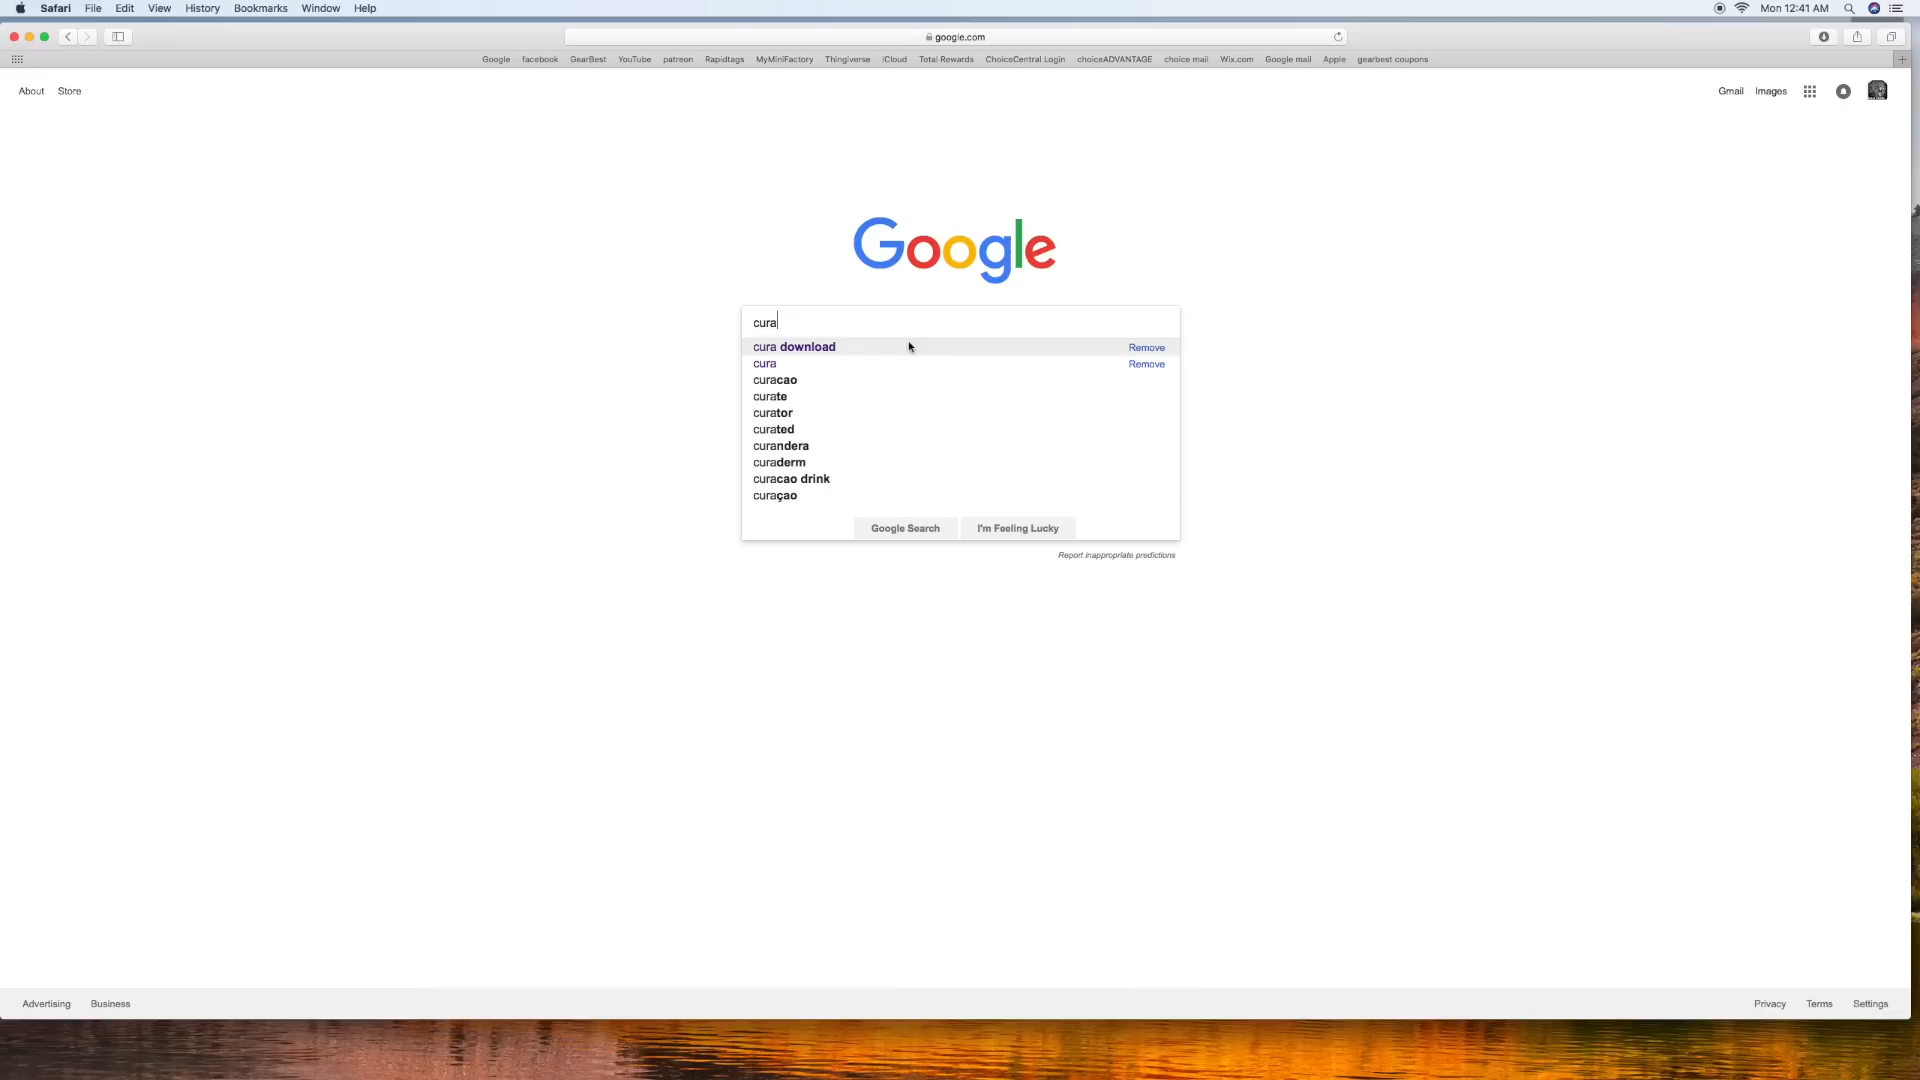 Safari File Edit View History Bookmarks Window Help Mon 12:41 AM
google.com
Google facebook GearBest YouTube patreon Rapidtags MyMiniFactory Thingiverse iCloud Total Rewards ChoiceCentral Login choiceADVANTAGE choice mail Wix.com Google mail Apple gearbest coupons
About Store Gmail Images
Google
cura
cura download Remove
cura Remove
curacao
curate
curator
curated
curandera
curaderm
curacao drink
curaçao
Google Search I'm Feeling Lucky
Report inappropriate predictions
Advertising Business Privacy Terms Settings